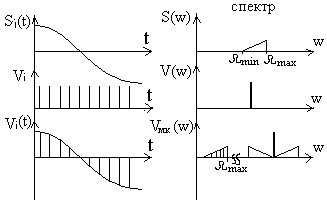 спектр
Si(t)
S(w)
t
Ωmin Ωmax
w
Vi
V(w)
t
w
Vi(t)
Vмк(w)
t
Ωmax
w